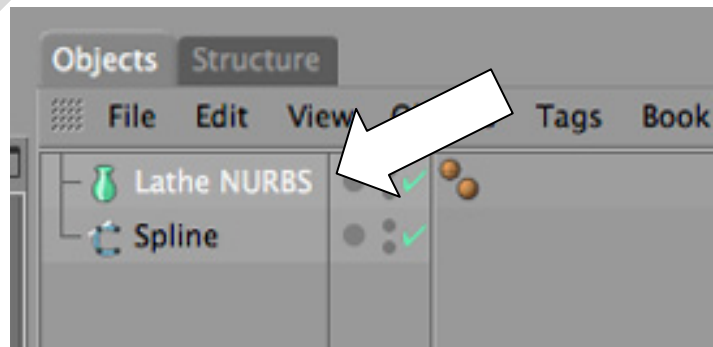 Objects Structure
File Edit View Tags Book
Lathe NURBS
Spline